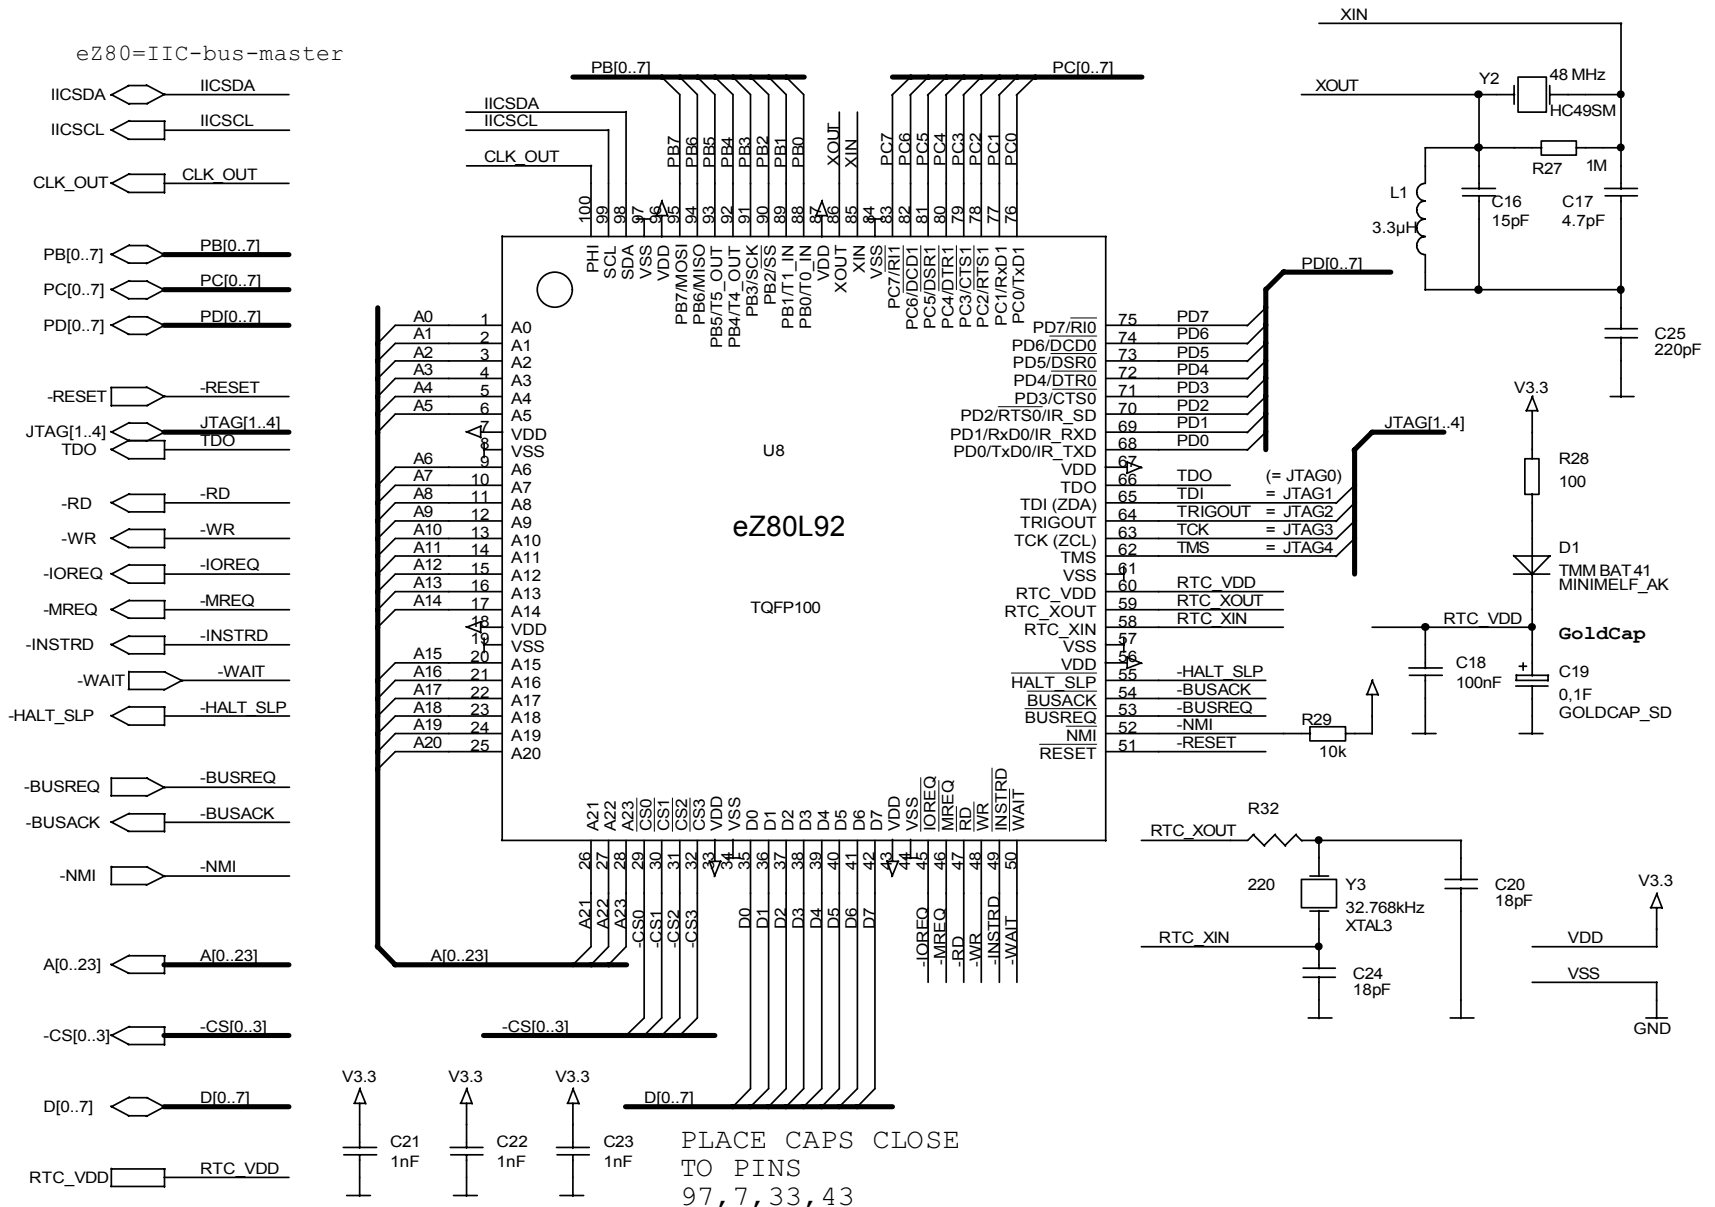 eZ80=IIC-bus-master
IICSDA IICSDA
IICSCL IICSCL
CLK_OUT CLK_OUT
PB[0..7] PB[0..7]
PC[0..7] PC[0..7]
PD[0..7] PD[0..7]
-RESET -RESET
JTAG[1..4] JTAG[1..4]
TDO TDO
-RD -RD
-WR -WR
-IOREQ -IOREQ
-MREQ -MREQ
-INSTRD -INSTRD
-WAIT -WAIT
-HALT_SLP -HALT_SLP
-BUSREQ -BUSREQ
-BUSACK -BUSACK
-NMI -NMI
A[0..23] A[0..23]
-CS[0..3] -CS[0..3]
D[0..7] D[0..7]
RTC_VDD RTC_VDD
PB[0..7]
PC[0..7]
IICSDA
IICSCL
CLK_OUT
PB7 PB6 PB5 PB4 PB3 PB2 PB1 PB0 XOUT XIN PC7 PC6 PC5 PC4 PC3 PC2 PC1 PC0
100 99 98 97 96 95 94 93 92 91 90 89 88 87 86 85 84 83 82 81 80 79 78 77 76
PHI SCL SDA VSS VDD PB7/MOSI PB6/MISO PB5/T5_OUT PB4/T4_OUT PB3/SCK PB2/SS PB1/T1_IN PB0/T0_IN VDD XOUT XIN VSS PC7/RI1 PC6/DCD1 PC5/DSR1 PC4/DTR1 PC3/CTS1 PC2/RTS1 PC1/RxD1 PC0/TxD1
A0 1 A0
A1 2 A1
A2 3 A2
A3 4 A3
A4 5 A4
A5 6 A5
7 VDD
8 VSS
A6 9 A6
A7 10 A7
A8 11 A8
A9 12 A9
A10 13 A10
A11 14 A11
A12 15 A12
A13 16 A13
A14 17 A14
18 VDD
19 VSS
A15 20 A15
A16 21 A16
A17 22 A17
A18 23 A18
A19 24 A19
A20 25 A20
U8
eZ80L92
TQFP100
PD[0..7]
PD7/RI0 75 PD7
PD6/DCD0 74 PD6
PD5/DSR0 73 PD5
PD4/DTR0 72 PD4
PD3/CTS0 71 PD3
PD2/RTS0/IR_SD 70 PD2
PD1/RxD0/IR_RXD 69 PD1
PD0/TxD0/IR_TXD 68 PD0
VDD 67
JTAG[1..4]
TDO 66 TDO (= JTAG0)
TDI (ZDA) 65 TDI = JTAG1
TRIGOUT 64 TRIGOUT = JTAG2
TCK (ZCL) 63 TCK = JTAG3
TMS 62 TMS = JTAG4
VSS 61
RTC_VDD 60 RTC_VDD
RTC_XOUT 59 RTC_XOUT
RTC_XIN 58 RTC_XIN
VSS 57
VDD 56
HALT_SLP 55 -HALT_SLP
BUSACK 54 -BUSACK
BUSREQ 53 -BUSREQ
NMI 52 -NMI
RESET 51 -RESET
R29
10k
A21 A22 A23 CS0 CS1 CS2 CS3 VDD VSS D0 D1 D2 D3 D4 D5 D6 D7 VDD VSS IOREQ MREQ RD WR INSTRD WAIT
26 27 28 29 30 31 32 33 34 35 36 37 38 39 40 41 42 43 44 45 46 47 48 49 50
A21 A22 A23 -CS0 -CS1 -CS2 -CS3 D0 D1 D2 D3 D4 D5 D6 D7 -IOREQ -MREQ -RD -WR -INSTRD -WAIT
A[0..23]
-CS[0..3]
D[0..7]
XIN
XOUT
Y2
48 MHz
HC49SM
R27
1M
L1
3.3µH
C16
15pF
C17
4.7pF
C25
220pF
V3.3
R28
100
D1
TMM BAT 41
MINIMELF_AK
RTC_VDD
GoldCap
C18
100nF
+
C19
0,1F
GOLDCAP_SD
R32
RTC_XOUT
220
Y3
32.768kHz
XTAL3
C20
18pF
RTC_XIN
C24
18pF
V3.3
VDD
VSS
GND
V3.3 V3.3 V3.3
C21
1nF
C22
1nF
C23
1nF
PLACE CAPS CLOSE
TO PINS
97,7,33,43